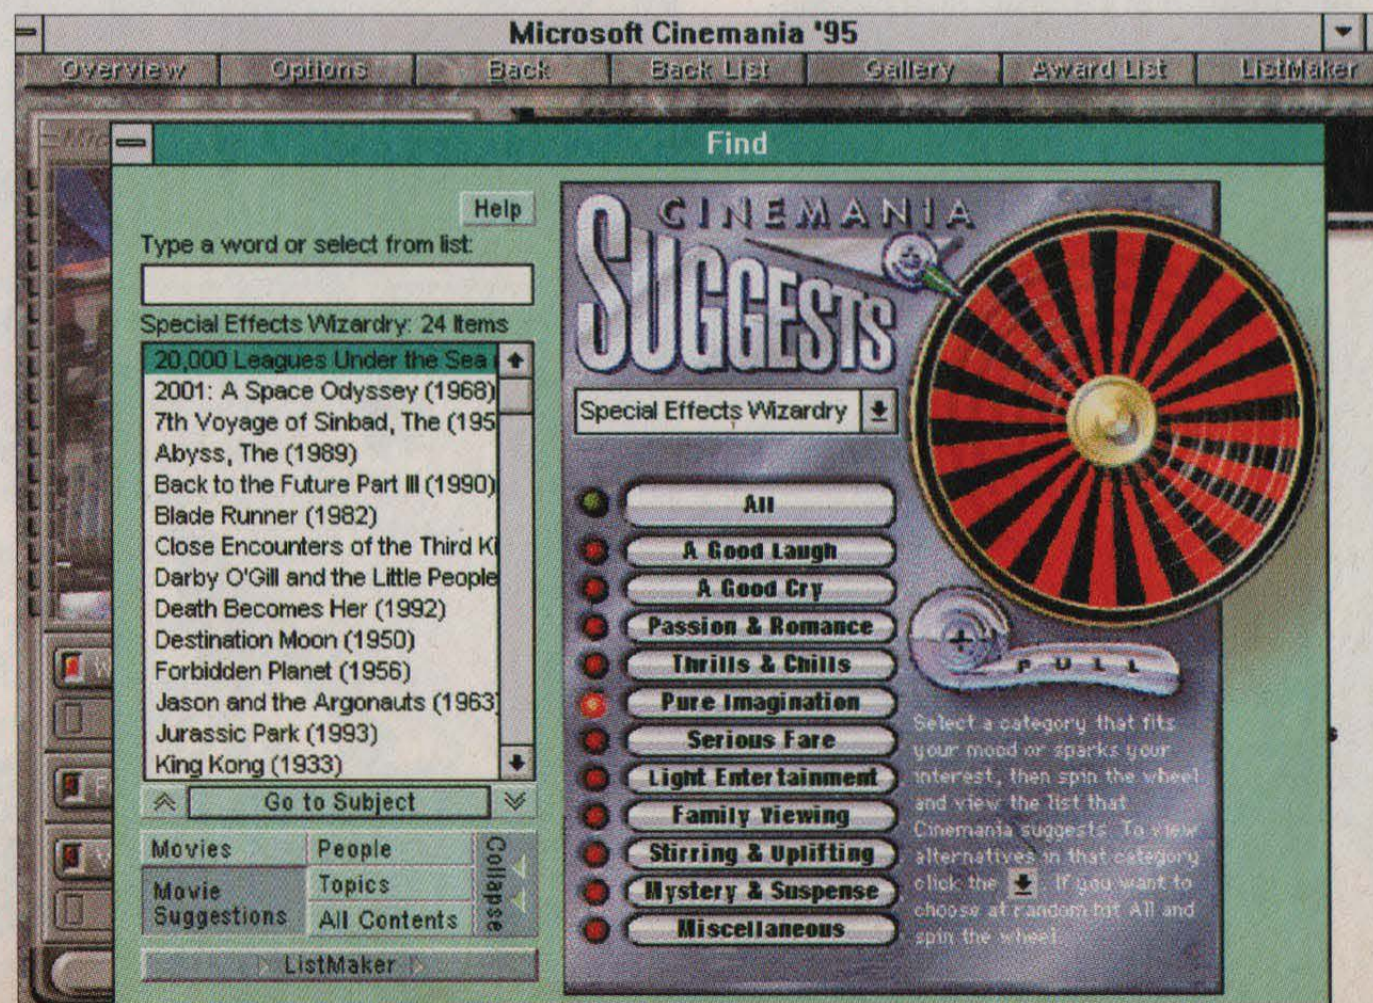 Microsoft Cinemania '95
Overview Options Back Back List Gallery Award List ListMaker
Find
Help
Type a word or select from list:
Special Effects Wizardry: 24 Items
20,000 Leagues Under the Sea
2001: A Space Odyssey (1968)
7th Voyage of Sinbad, The (195
Abyss, The (1989)
Back to the Future Part III (1990)
Blade Runner (1982)
Close Encounters of the Third Ki
Darby O'Gill and the Little People
Death Becomes Her (1992)
Destination Moon (1950)
Forbidden Planet (1956)
Jason and the Argonauts (1963)
Jurassic Park (1993)
King Kong (1933)
Go to Subject
Movies
People
Movie
Suggestions
Topics
All Contents
Collapse
ListMaker
CINEMANIA
SUGGESTS
Special Effects Wizardry
All
A Good Laugh
A Good Cry
Passion & Romance
Thrills & Chills
Pure Imagination
Serious Fare
Light Entertainment
Family Viewing
Stirring & Uplifting
Mystery & Suspense
Miscellaneous
PULL
Select a category that fits
your mood or sparks your
interest, then spin the wheel
and view the list that
Cinemania suggests. To view
alternatives in that category
click the . If you want to
choose at random hit All and
spin the wheel.